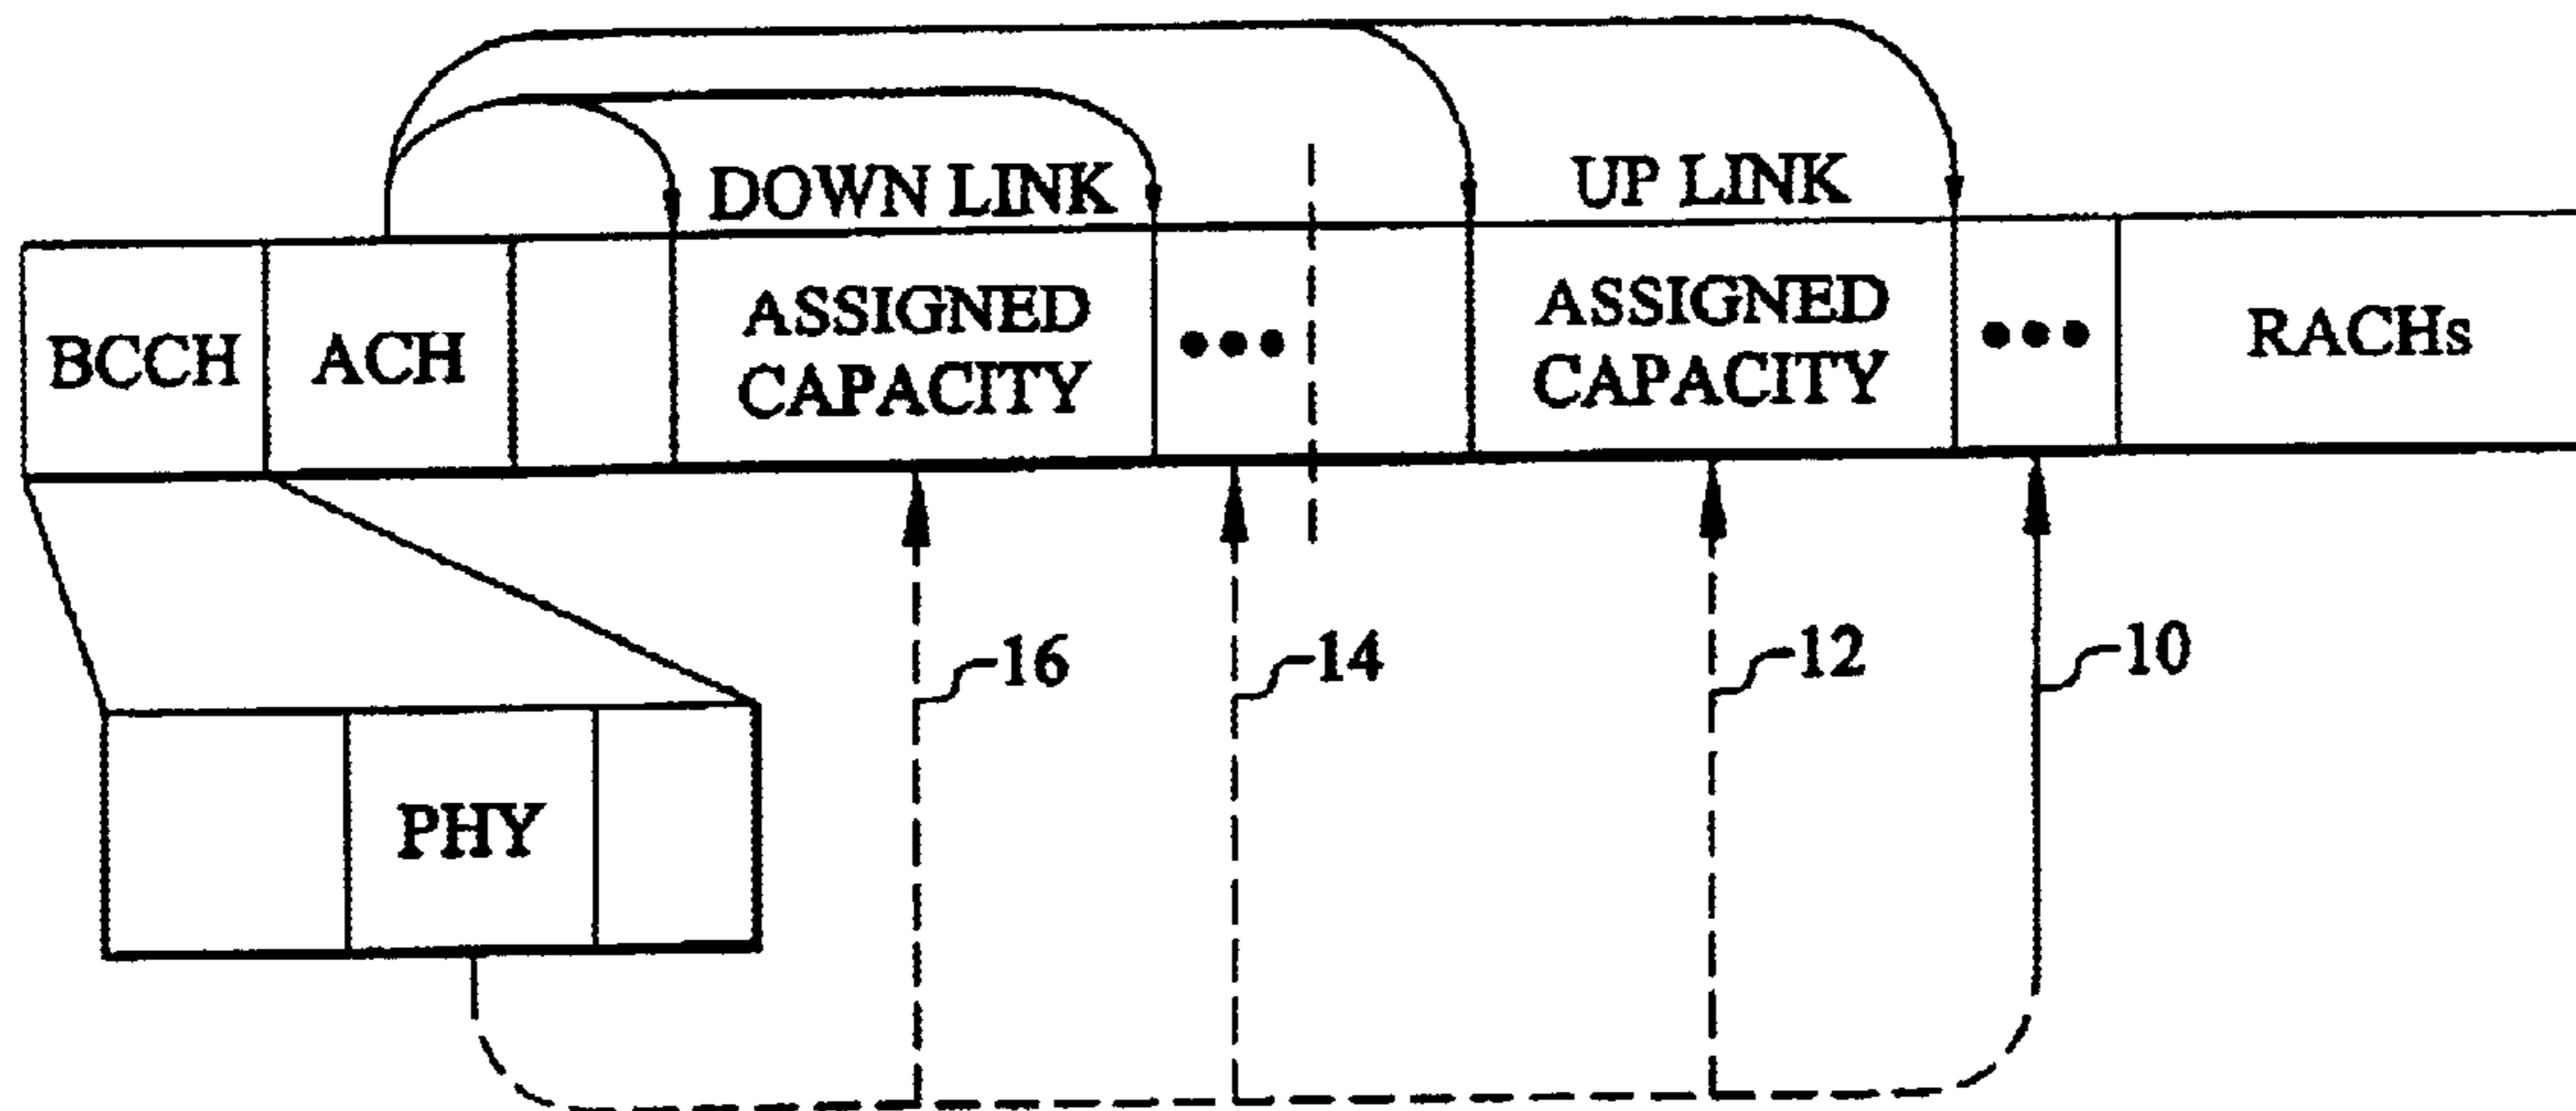 DOWN LINK
UP LINK
BCCH
ACH
ASSIGNED
CAPACITY
•••
ASSIGNED
CAPACITY
•••
RACHs
16
14
12
10
PHY